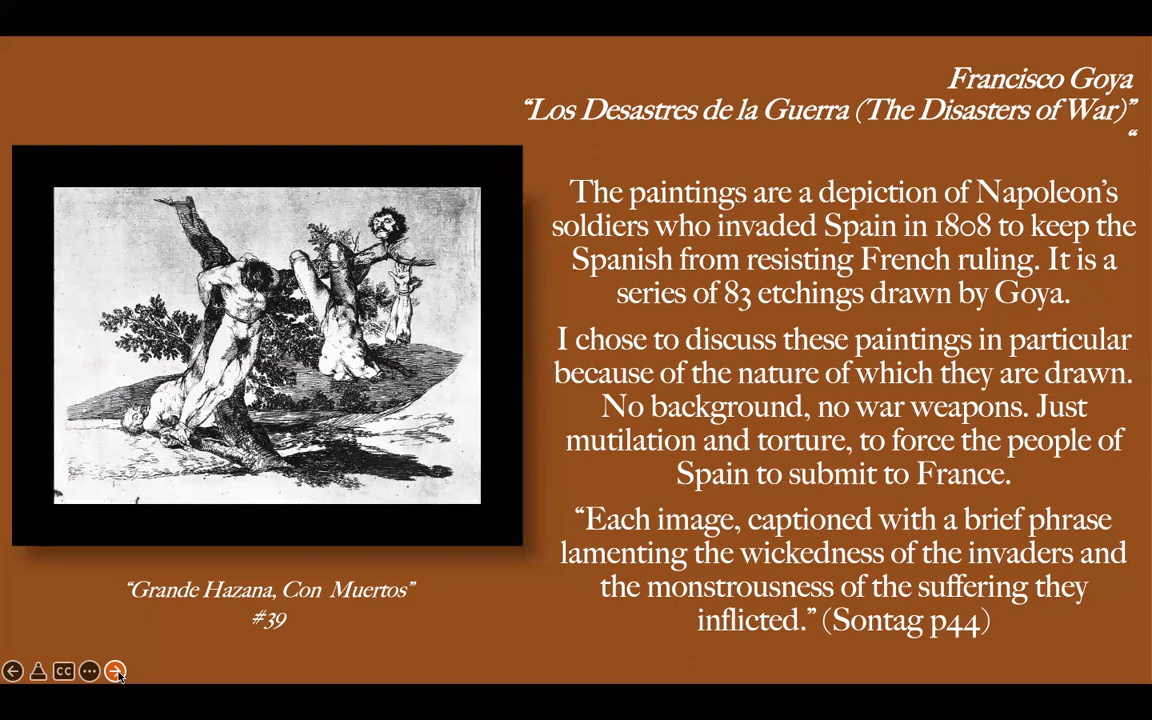 Francisco Goya
“Los Desastres de la Guerra (The Disasters of War)”
“
The paintings are a depiction of Napoleon’s
soldiers who invaded Spain in 1808 to keep the
Spanish from resisting French ruling. It is a
series of 83 etchings drawn by Goya.
I chose to discuss these paintings in particular
because of the nature of which they are drawn.
No background, no war weapons. Just
mutilation and torture, to force the people of
Spain to submit to France.
“Each image, captioned with a brief phrase
lamenting the wickedness of the invaders and
the monstrousness of the suffering they
inflicted.” (Sontag p44)
“Grande Hazana, Con Muertos”
#39
CC